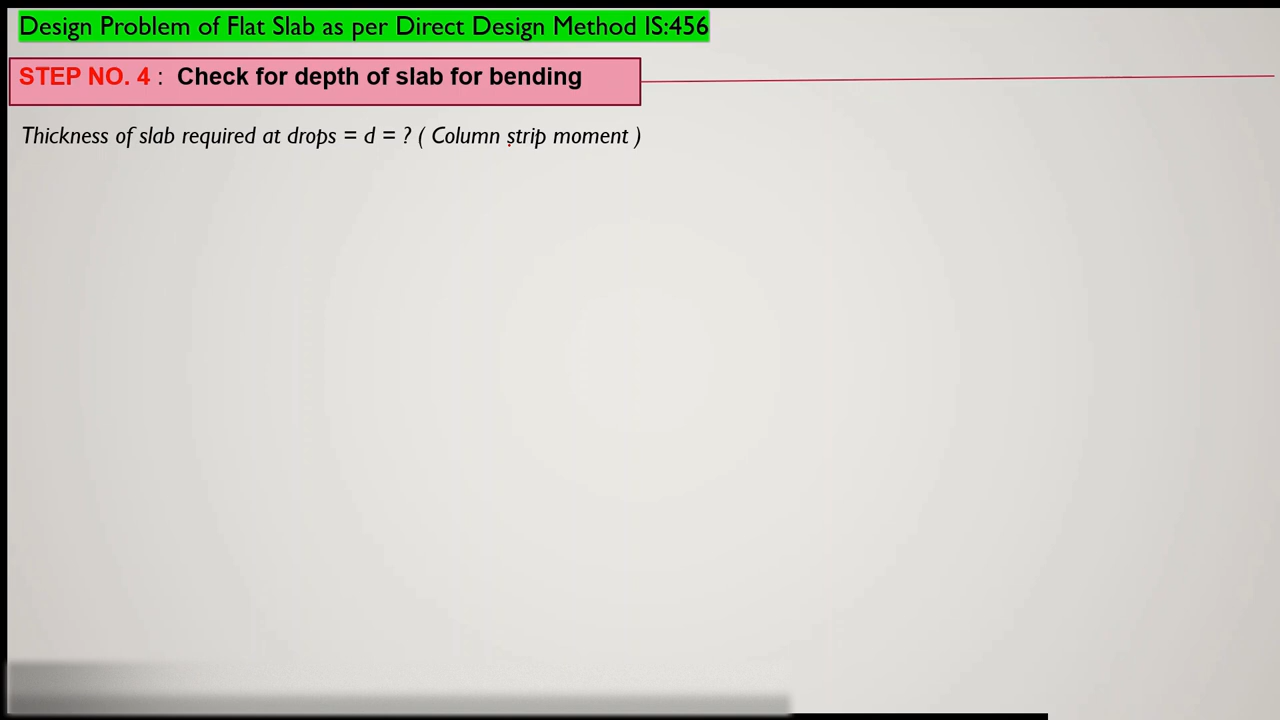 Design Problem of Flat Slab as per Direct Design Method IS:456
STEP NO. 4 : Check for depth of slab for bending
Thickness of slab required at drops = d = ? ( Column strip moment )